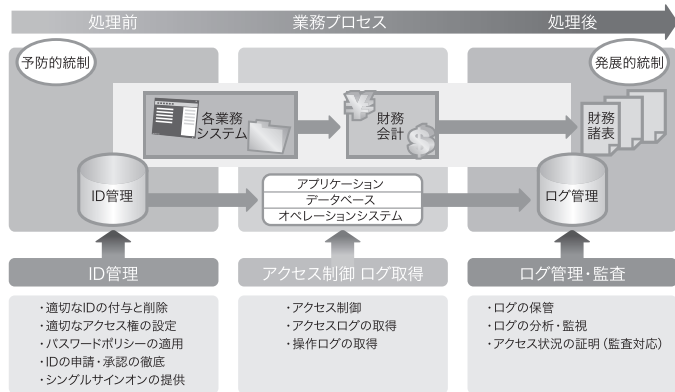 処理前
業務プロセス
処理後
予防的統制
発展的統制
各業務
システム
財務
会計
財務
諸表
ID管理
アプリケーション
データベース
オペレーションシステム
ログ管理
ID管理
アクセス制御 ログ取得
ログ管理・監査
・適切なIDの付与と削除
・適切なアクセス権の設定
・パスワードポリシーの適用
・IDの申請・承認の徹底
・シングルサインオンの提供
・アクセス制御
・アクセスログの取得
・操作ログの取得
・ログの保管
・ログの分析・監視
・アクセス状況の証明（監査対応）